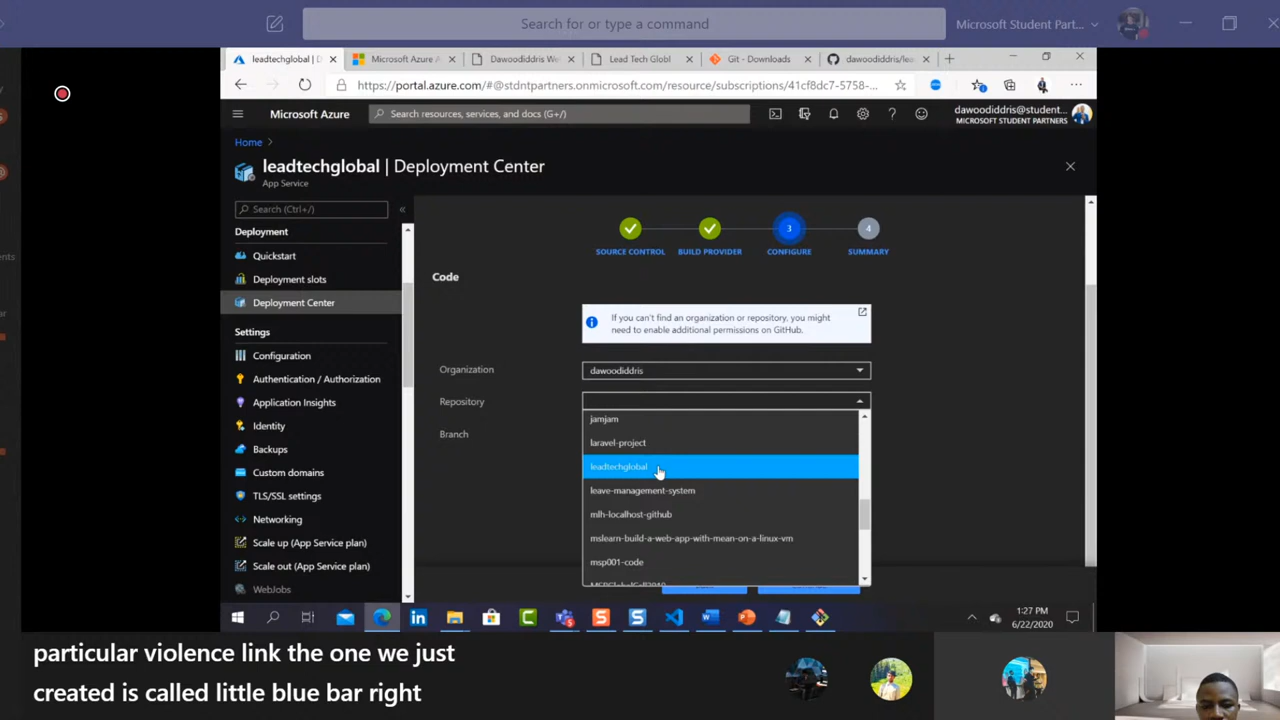 Search for or type a command
Microsoft Student Part...
leadtechglobal | D
Microsoft Azure A
Dawoodiddris We
Lead Tech Globl
Git - Downloads
dawoodiddris/lea
https://portal.azure.com/#@stdntpartners.onmicrosoft.com/resource/subscriptions/41cf8dc7-5758-...
Microsoft Azure
Search resources, services, and docs (G+/)
dawoodiddris@student...
MICROSOFT STUDENT PARTNERS
Home
leadtechglobal | Deployment Center
App Service
Search (Ctrl+/)
Deployment
Quickstart
Deployment slots
Deployment Center
Settings
Configuration
Authentication / Authorization
Application Insights
Identity
Backups
Custom domains
TLS/SSL settings
Networking
Scale up (App Service plan)
Scale out (App Service plan)
WebJobs
3
4
SOURCE CONTROL
BUILD PROVIDER
CONFIGURE
SUMMARY
Code
If you can't find an organization or repository, you might
need to enable additional permissions on GitHub.
Organization
dawoodiddris
Repository
Branch
jamjam
laravel-project
leadtechglobal
leave-management-system
mlh-localhost-github
mslearn-build-a-web-app-with-mean-on-a-linux-vm
msp001-code
1:27 PM
6/22/2020
particular violence link the one we just
created is called little blue bar right